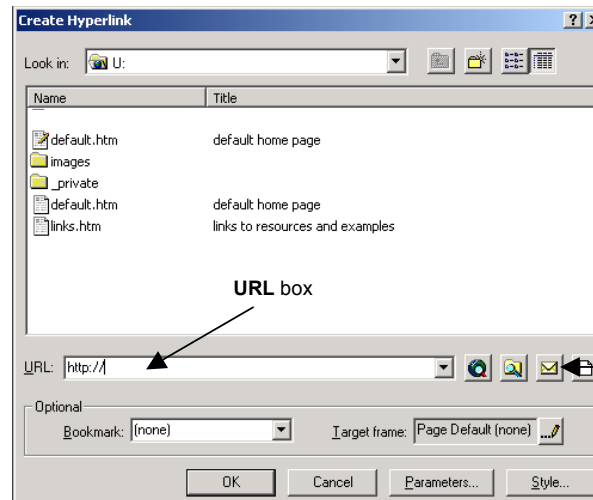 Create Hyperlink
Look in: U:
Name Title
default.htm default home page
images
_private
default.htm default home page
links.htm links to resources and examples
URL box
URL: http://
Optional
Bookmark: (none) Target frame: Page Default (none)
OK Cancel Parameters... Style...